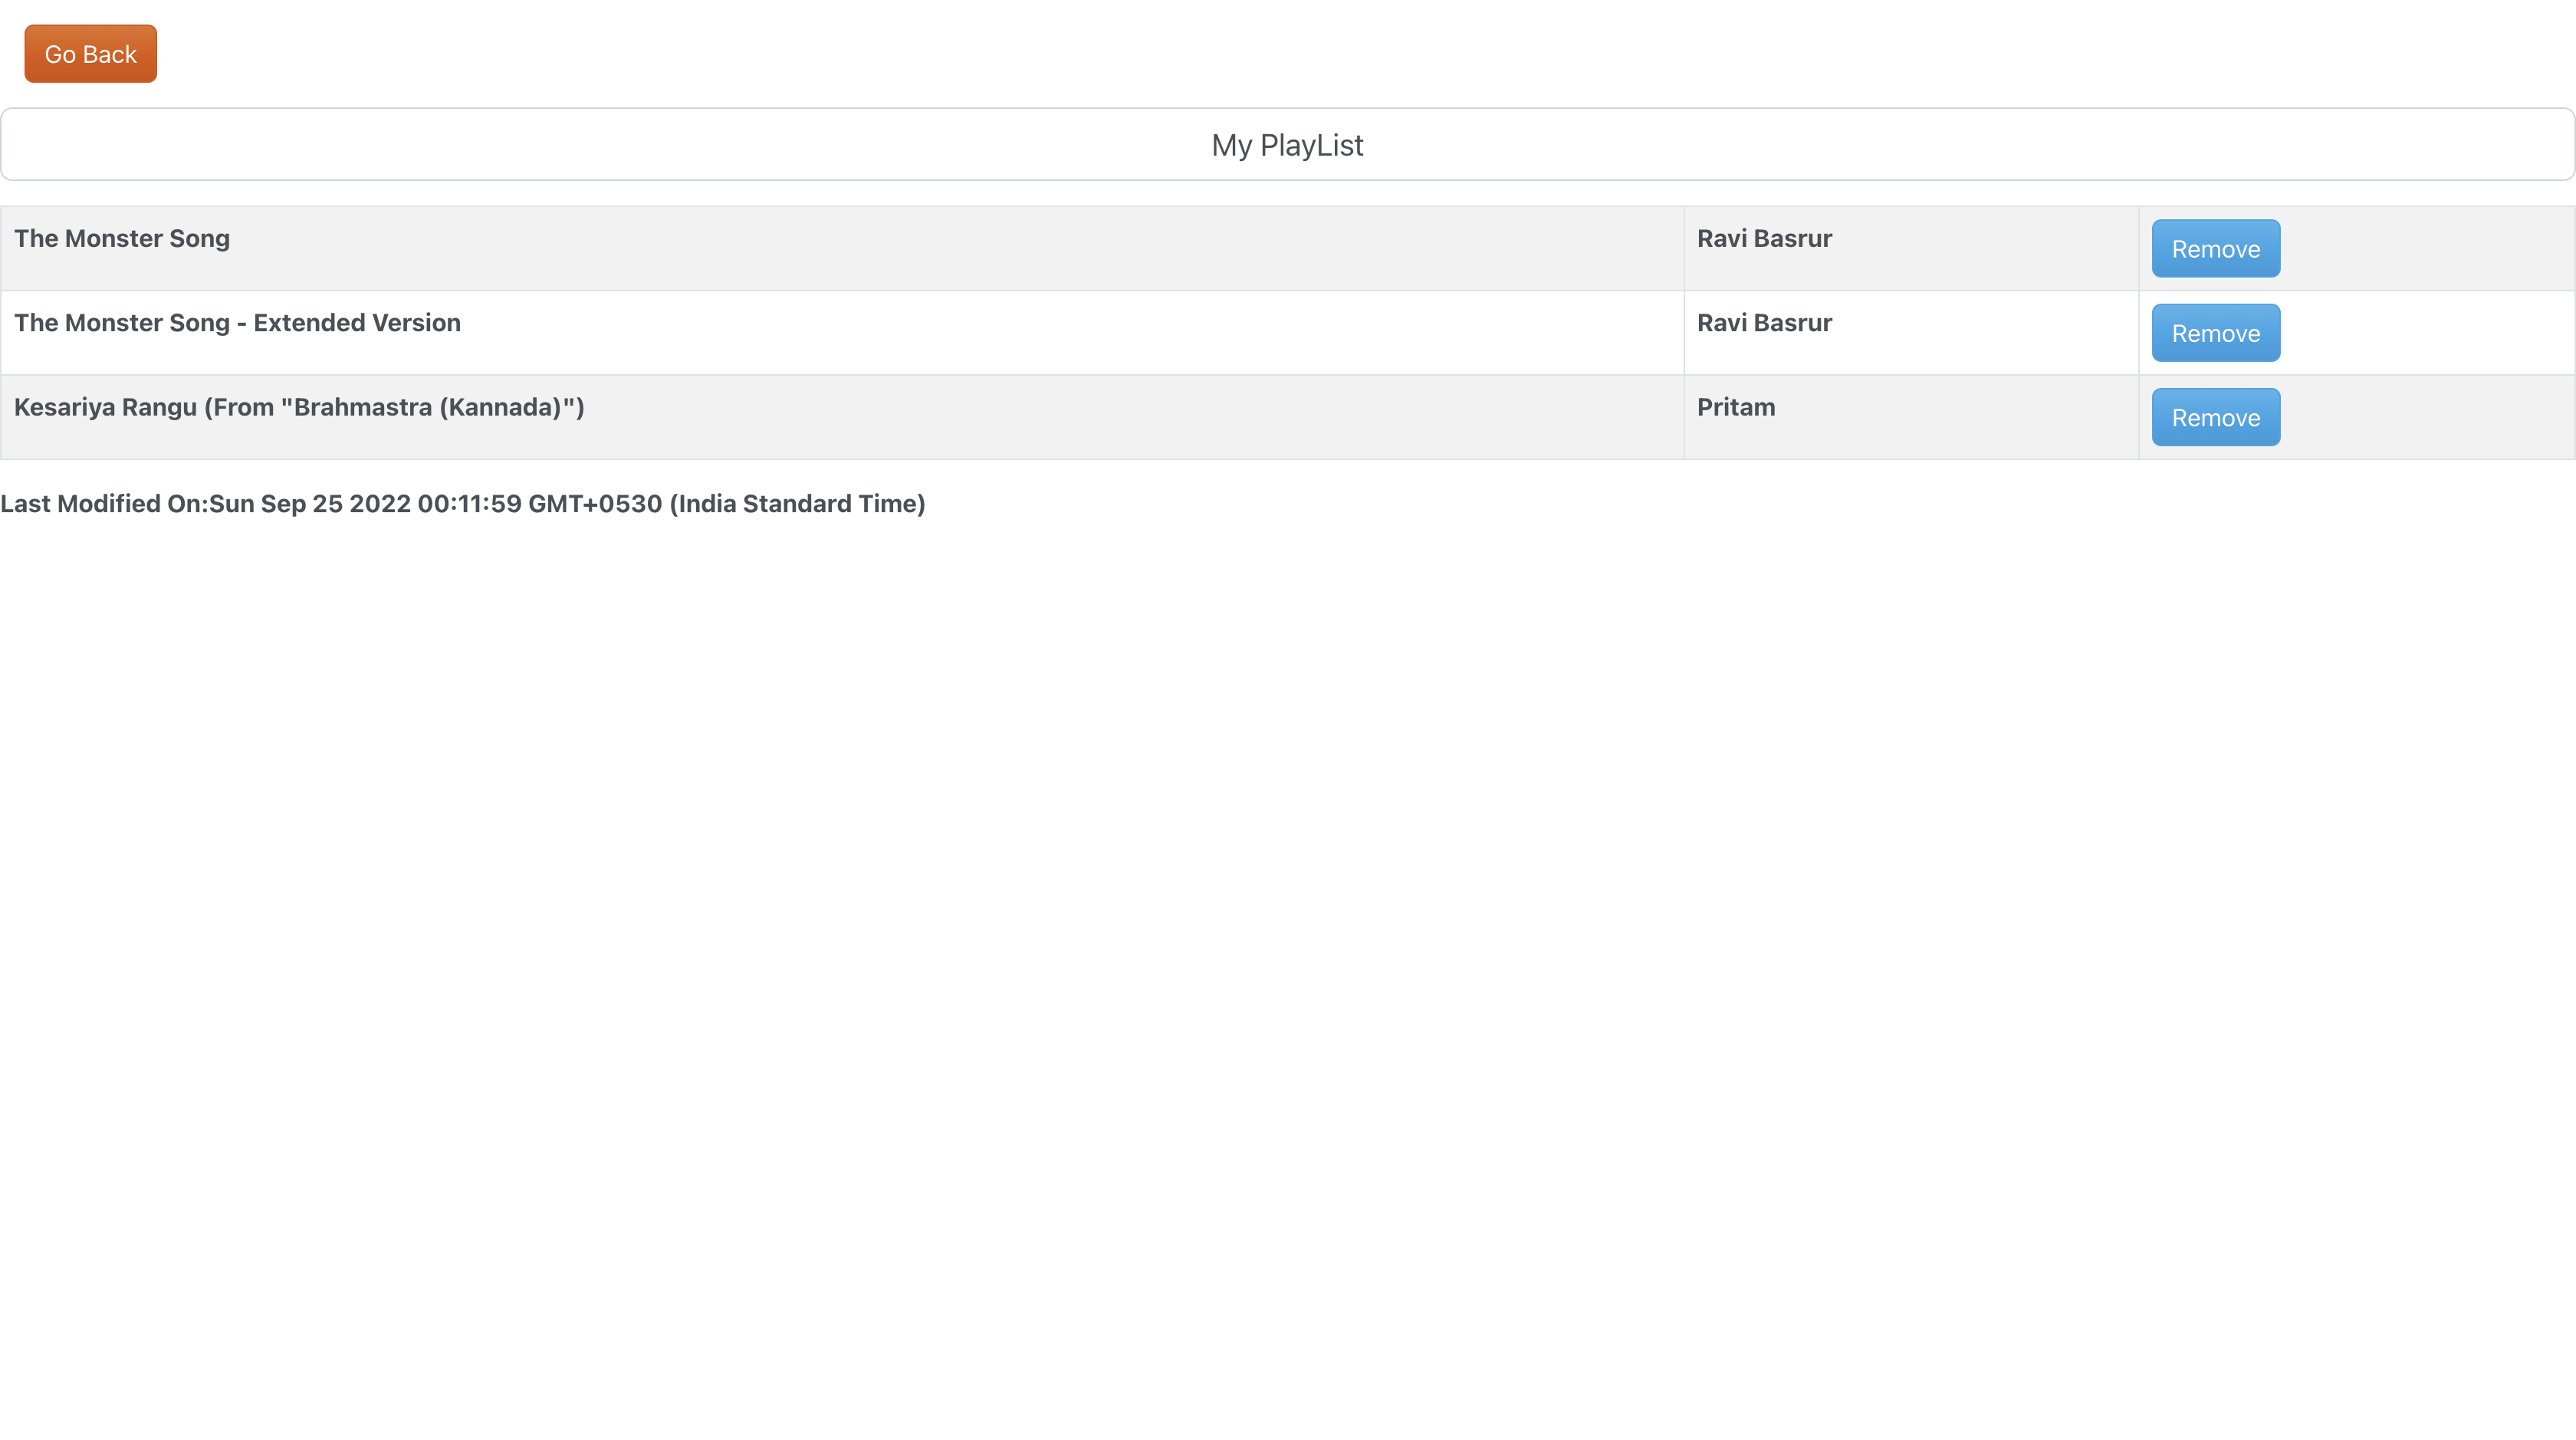 Go Back
My PlayList
The Monster Song Ravi Basrur Remove
The Monster Song - Extended Version Ravi Basrur Remove
Kesariya Rangu (From "Brahmastra (Kannada)") Pritam Remove
Last Modified On:Sun Sep 25 2022 00:11:59 GMT+0530 (India Standard Time)